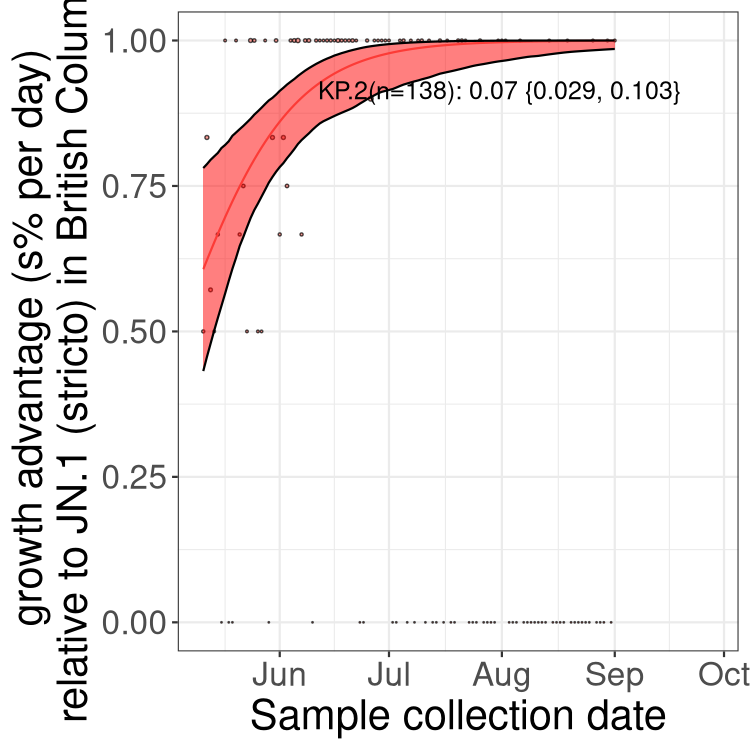 growth advantage (s% per day)
relative to JN.1 (stricto) in British Colum
1.00
0.75
0.50
0.25
0.00
KP.2(n=138): 0.07 {0.029, 0.103}
Jun Jul Aug Sep Oct
Sample collection date